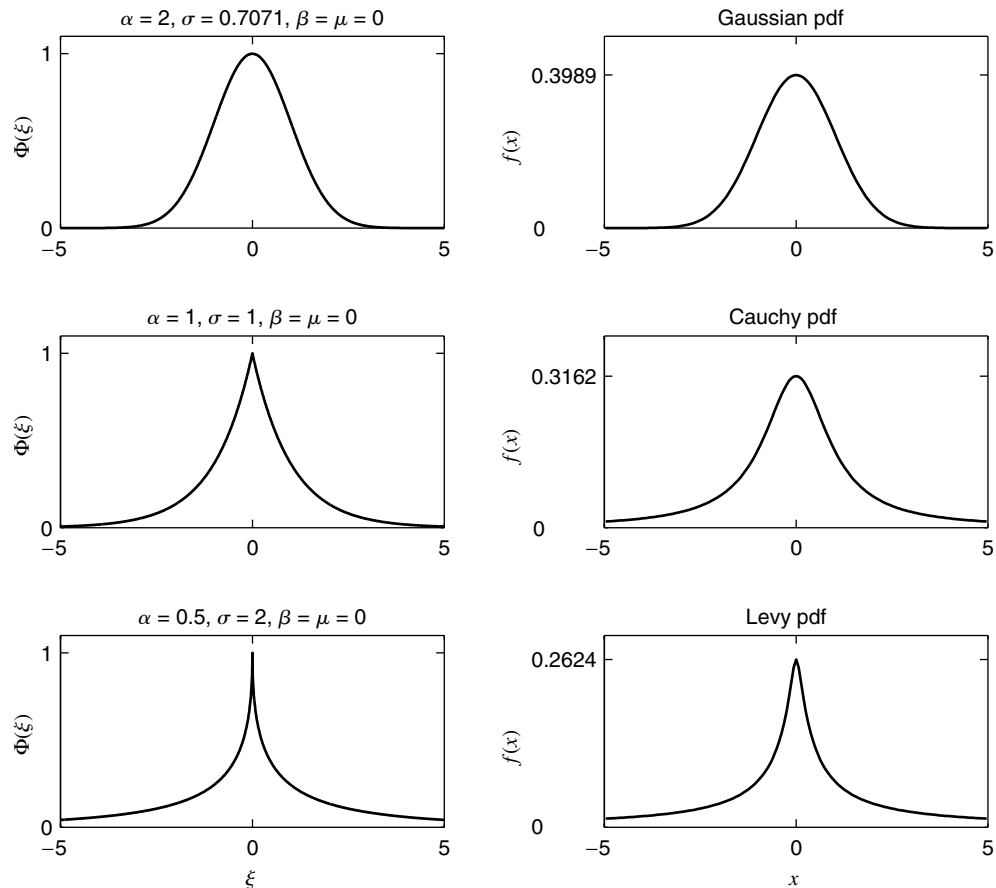 α = 2, σ = 0.7071, β = μ = 0
1
Φ(ξ)
0
−5 0 5
Gaussian pdf
0.3989
f(x)
0
−5 0 5
α = 1, σ = 1, β = μ = 0
1
Φ(ξ)
0
−5 0 5
Cauchy pdf
0.3162
f(x)
0
−5 0 5
α = 0.5, σ = 2, β = μ = 0
1
Φ(ξ)
0
−5 0 5
ξ
Levy pdf
0.2624
f(x)
0
−5 0 5
x